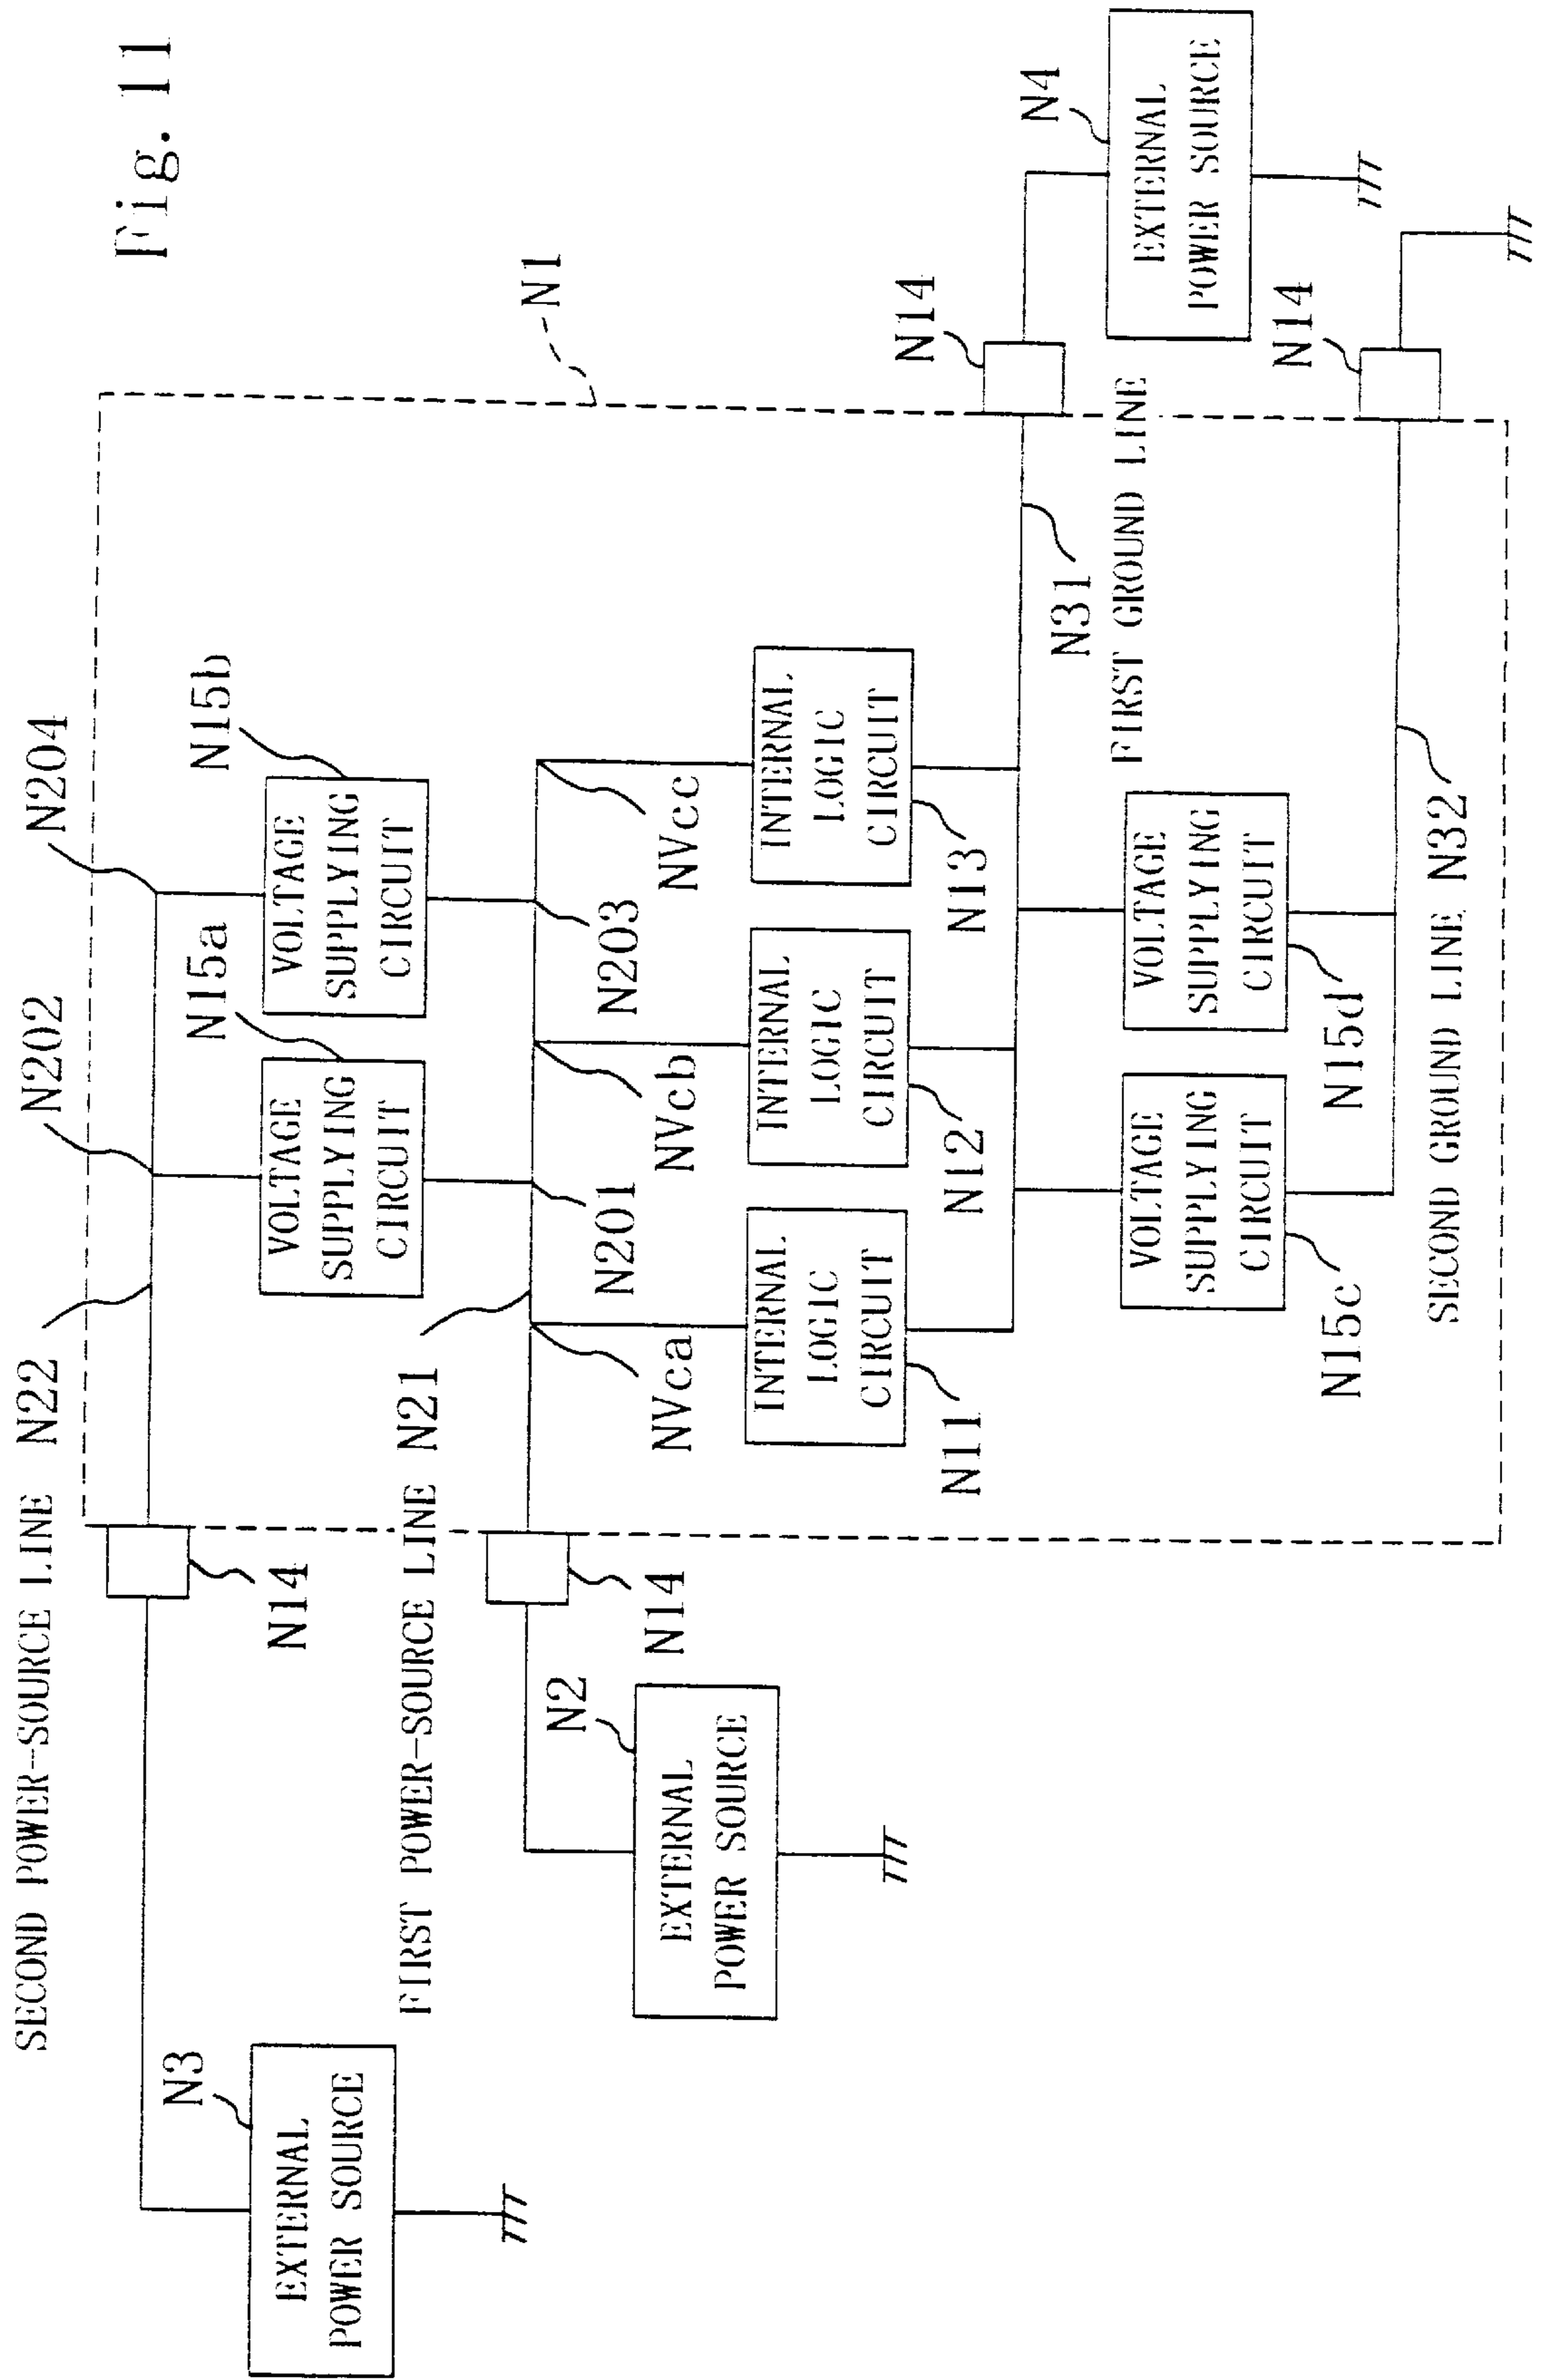 Fig. 11
SECOND POWER-SOURCE LINE N22
N202
N204
N15a
N15b
VOLTAGE
SUPPLYING
CIRCUIT
VOLTAGE
SUPPLYING
CIRCUIT
N1
N3
EXTERNAL
POWER SOURCE
N14
FIRST POWER-SOURCE LINE N21
N201
N203
N2
EXTERNAL
POWER SOURCE
N14
NVca
NVcb
NVcc
INTERNAL
LOGIC
CIRCUIT
INTERNAL
LOGIC
CIRCUIT
INTERNAL
LOGIC
CIRCUIT
N11
N12
N13
N14
N4
EXTERNAL
POWER SOURCE
N31
FIRST GROUND LINE
VOLTAGE
SUPPLYING
CIRCUIT
VOLTAGE
SUPPLYING
CIRCUIT
N15c
N15d
N14
SECOND GROUND LINE N32